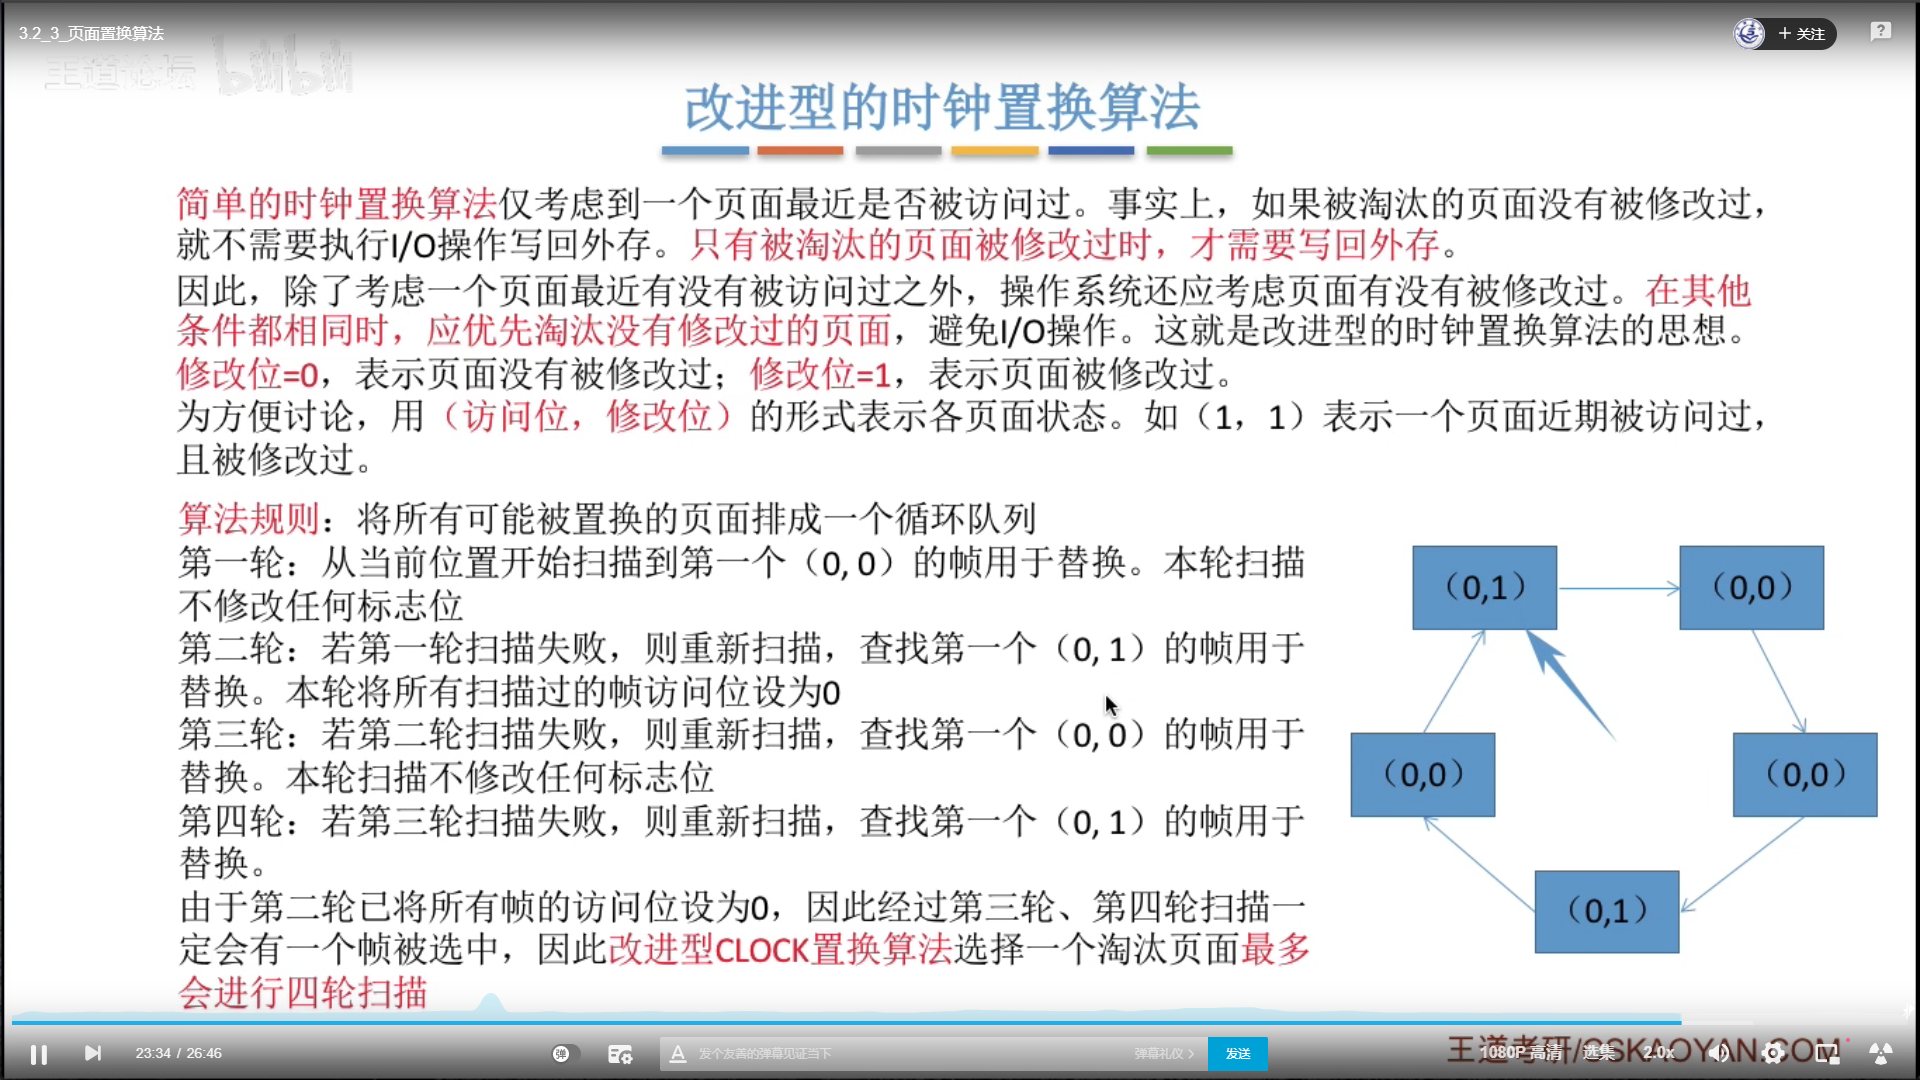 3.2_3_页面置换算法
＋ 关注
王道论坛 bilibili
改进型的时钟置换算法
简单的时钟置换算法仅考虑到一个页面最近是否被访问过。事实上，如果被淘汰的页面没有被修改过，
就不需要执行I/O操作写回外存。只有被淘汰的页面被修改过时，才需要写回外存。
因此，除了考虑一个页面最近有没有被访问过之外，操作系统还应考虑页面有没有被修改过。在其他
条件都相同时，应优先淘汰没有修改过的页面，避免I/O操作。这就是改进型的时钟置换算法的思想。
修改位=0，表示页面没有被修改过；修改位=1，表示页面被修改过。
为方便讨论，用（访问位，修改位）的形式表示各页面状态。如（1，1）表示一个页面近期被访问过，
且被修改过。
算法规则：将所有可能被置换的页面排成一个循环队列
第一轮：从当前位置开始扫描到第一个（0, 0）的帧用于替换。本轮扫描
不修改任何标志位
第二轮：若第一轮扫描失败，则重新扫描，查找第一个（0, 1）的帧用于
替换。本轮将所有扫描过的帧访问位设为0
第三轮：若第二轮扫描失败，则重新扫描，查找第一个（0, 0）的帧用于
替换。本轮扫描不修改任何标志位
第四轮：若第三轮扫描失败，则重新扫描，查找第一个（0, 1）的帧用于
替换。
由于第二轮已将所有帧的访问位设为0，因此经过第三轮、第四轮扫描一
定会有一个帧被选中，因此改进型CLOCK置换算法选择一个淘汰页面最多
会进行四轮扫描
（0,1）
（0,0）
（0,0）
（0,0）
（0,1）
23:34 / 26:46
弹
A 发个友善的弹幕见证当下
弹幕礼仪 >
发送
王道考研/CSKAOYAN.COM
1080P 高清
选集
2.0x